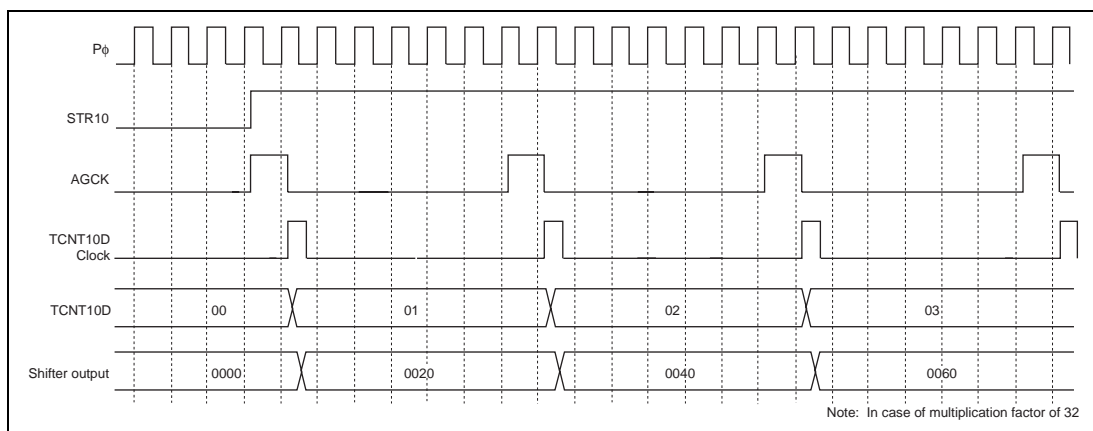 Pϕ
STR10
AGCK
TCNT10D
Clock
TCNT10D 00 01 02 03
Shifter output 0000 0020 0040 0060
Note: In case of multiplication factor of 32